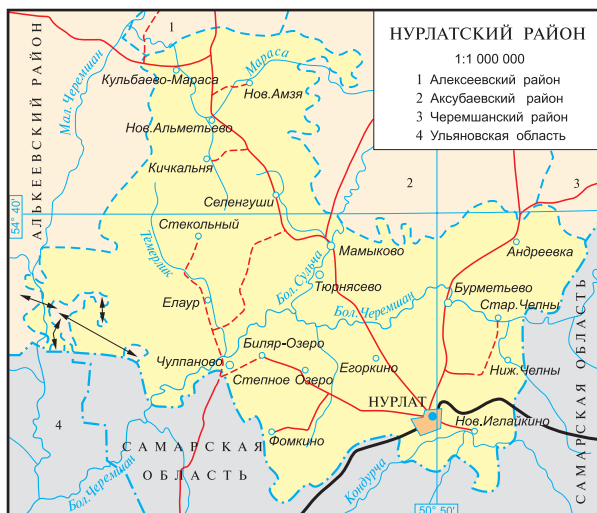 НУРЛАТСКИЙ РАЙОН
1:1 000 000
1 Алексеевский район
2 Аксубаевский район
3 Черемшанский район
4 Ульяновская область
1
АЛЬКЕЕВСКИЙ РАЙОН
Мал. Черемшан
Кульбаево-Мараса
Мараса
Нов.Амзя
Нов.Альметьево
Кичкальня
2
3
Селенгуши
54° 40'
Стекольный
Темерлик
Мамыково
Андреевка
Бол.Сульча
Тюрнясево
Бурметьево
Елаур
Бол.Черемшан
Стар.Челны
Биляр-Озеро
Чулпаново
Егоркино
Ниж.Челны
Степное Озеро
НУРЛАТ
Нов.Иглайкино
4
Фомкино
САМАРСКАЯ
ОБЛАСТЬ
САМАРСКАЯ ОБЛАСТЬ
Бол.Черемшан
Кондурча
50° 50'